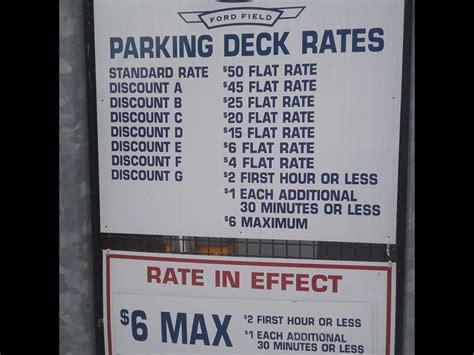 FORD FIELD
PARKING DECK RATES
STANDARD RATE $50 FLAT RATE
DISCOUNT A $45 FLAT RATE
DISCOUNT B $25 FLAT RATE
DISCOUNT C $20 FLAT RATE
DISCOUNT D $15 FLAT RATE
DISCOUNT E $6 FLAT RATE
DISCOUNT F $4 FLAT RATE
DISCOUNT G $2 FIRST HOUR OR LESS
$1 EACH ADDITIONAL
30 MINUTES OR LESS
$6 MAXIMUM
RATE IN EFFECT
$6 MAX $2 FIRST HOUR OR LESS
$1 EACH ADDITIONAL
30 MINUTES OR LESS